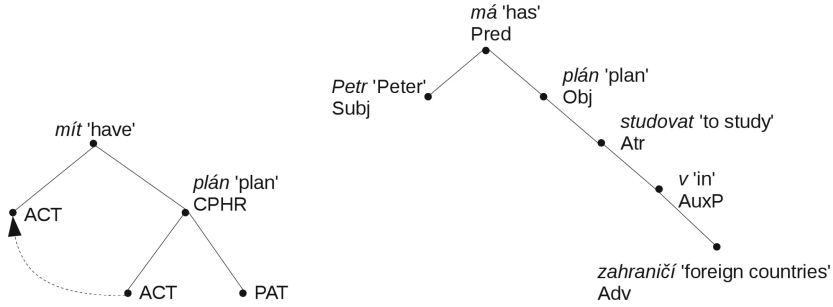 mít 'have'
ACT
plán 'plan'
CPHR
ACT
PAT
má 'has'
Pred
Petr 'Peter'
Subj
plán 'plan'
Obj
studovat 'to study'
Atr
v 'in'
AuxP
zahraničí 'foreign countries'
Adv